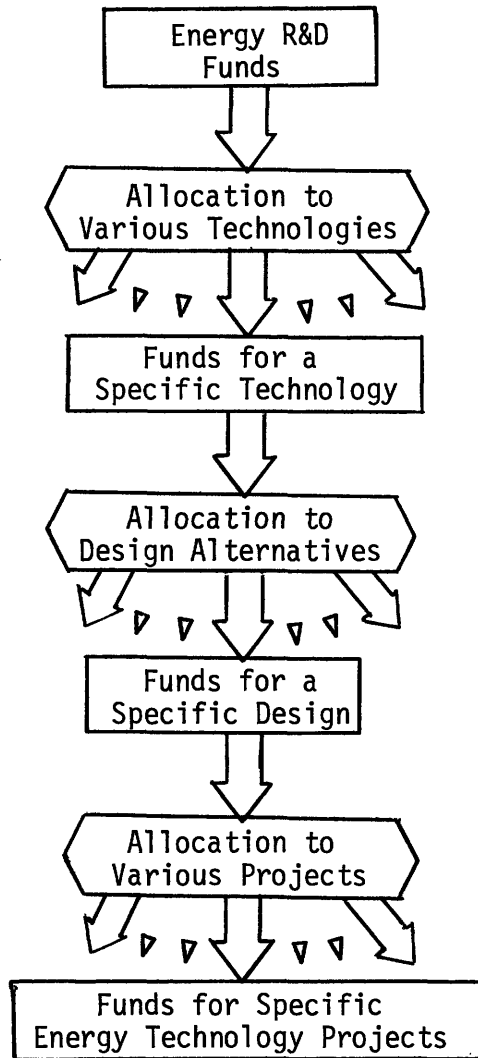 Energy R&D
Funds
Allocation to
Various Technologies
Funds for a
Specific Technology
Allocation to
Design Alternatives
Funds for a
Specific Design
Allocation to
Various Projects
Funds for Specific
Energy Technology Projects